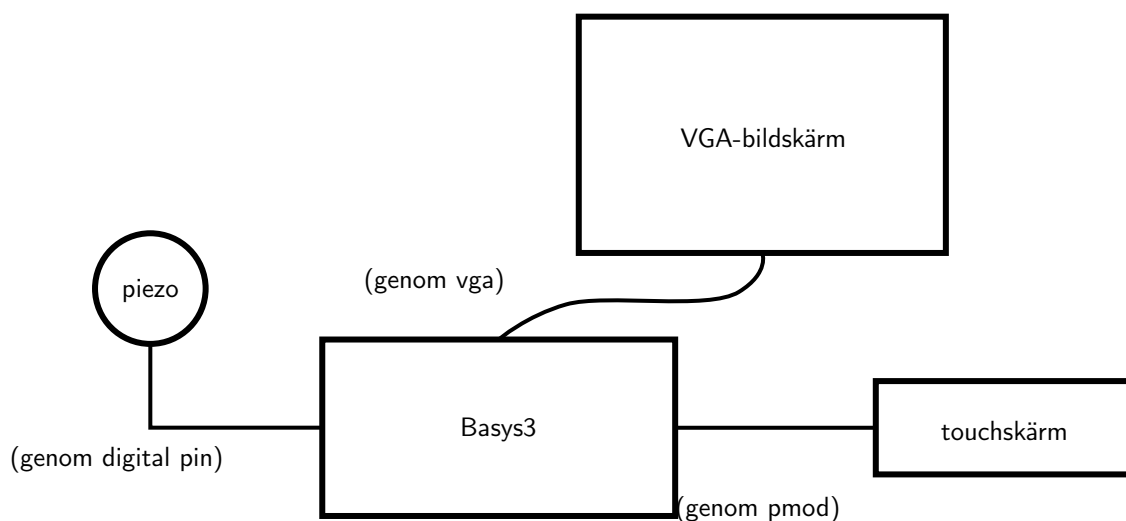 VGA-bildskärm
(genom vga)
piezo
Basys3
touchskärm
(genom digital pin)
(genom pmod)